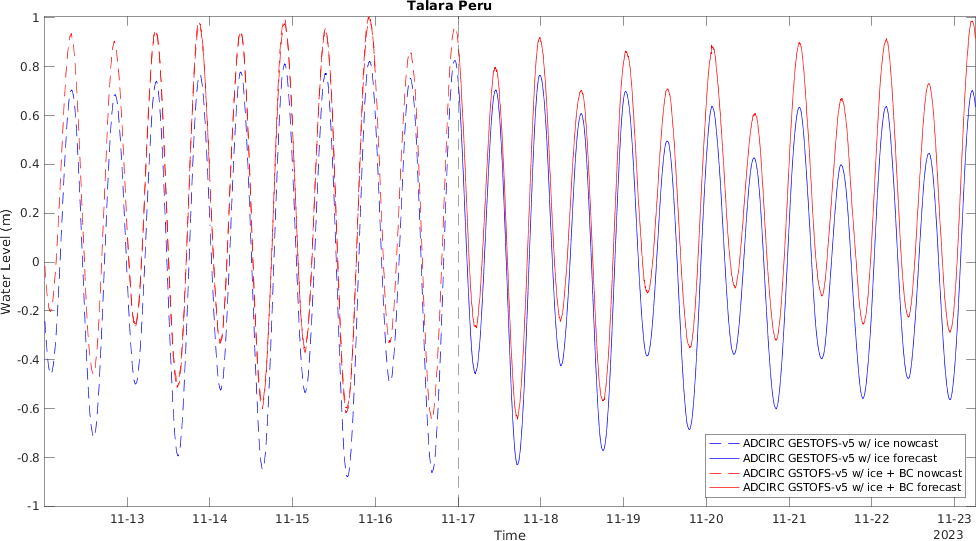 Talara Peru
Water Level (m)
1
0.8
0.6
0.4
0.2
0
-0.2
-0.4
-0.6
-0.8
-1
ADCIRC GESTOFS-v5 w/ ice nowcast
ADCIRC GESTOFS-v5 w/ ice forecast
ADCIRC GSTOFS-v5 w/ ice + BC nowcast
ADCIRC GSTOFS-v5 w/ ice + BC forecast
11-13 11-14 11-15 11-16 11-17 11-18 11-19 11-20 11-21 11-22 11-23
Time
2023